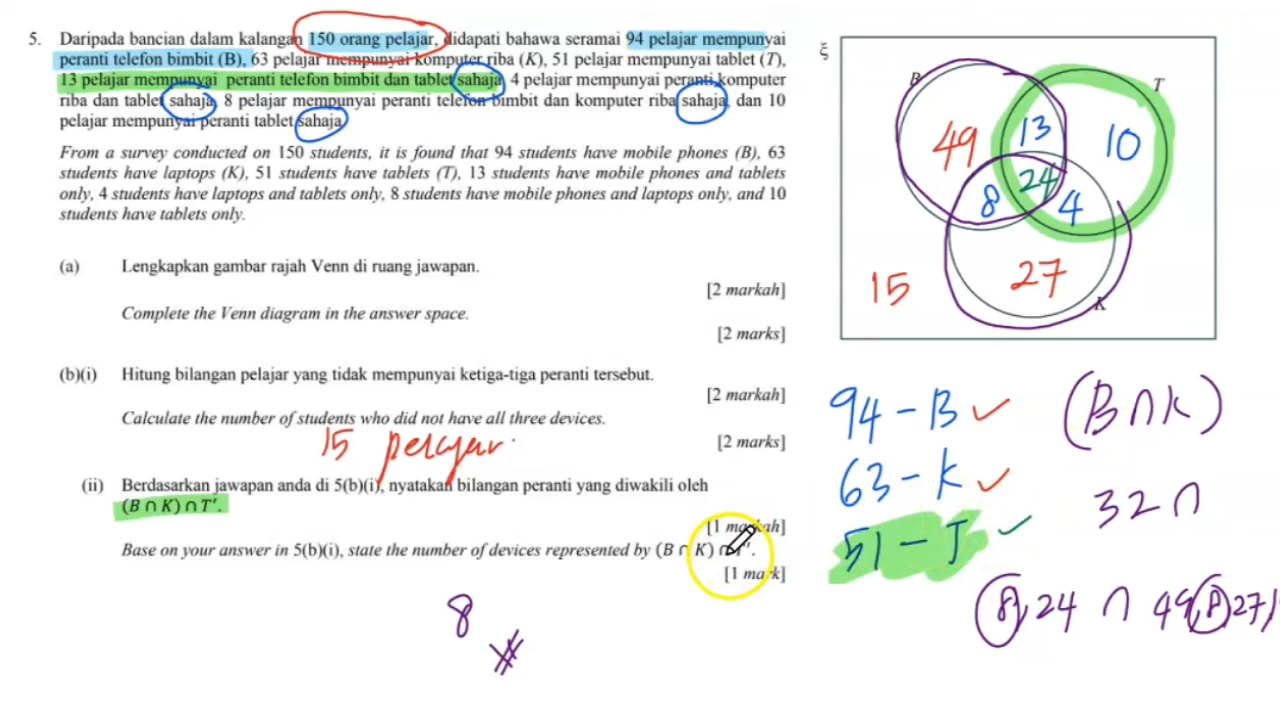 5. Daripada bancian dalam kalangan 150 orang pelajar, didapati bahawa seramai 94 pelajar mempunyai
peranti telefon bimbit (B), 63 pelajar mempunyai komputer riba (K), 51 pelajar mempunyai tablet (T),
13 pelajar mempunyai peranti telefon bimbit dan tablet sahaja, 4 pelajar mempunyai peranti komputer
riba dan tablet sahaja, 8 pelajar mempunyai peranti telefon bimbit dan komputer riba sahaja, dan 10
pelajar mempunyai peranti tablet sahaja.
From a survey conducted on 150 students, it is found that 94 students have mobile phones (B), 63
students have laptops (K), 51 students have tablets (T), 13 students have mobile phones and tablets
only, 4 students have laptops and tablets only, 8 students have mobile phones and laptops only, and 10
students have tablets only.
(a) Lengkapkan gambar rajah Venn di ruang jawapan.
[2 markah]
Complete the Venn diagram in the answer space.
[2 marks]
(b)(i) Hitung bilangan pelajar yang tidak mempunyai ketiga-tiga peranti tersebut.
[2 markah]
Calculate the number of students who did not have all three devices.
[2 marks]
15 pelajar
(ii) Berdasarkan jawapan anda di 5(b)(i), nyatakan bilangan peranti yang diwakili oleh
(B ∩ K) ∩ T'.
[1 markah]
Base on your answer in 5(b)(i), state the number of devices represented by (B ∩ K) ∩ T'.
[1 mark]
8
ξ
B
T
49
13
10
24
8
4
27
15
K
94 - B ✓
63 - K ✓
51 - T ✓
(B ∩ K)
32 ∩
8, 24 ∩ 49, 8, 27,